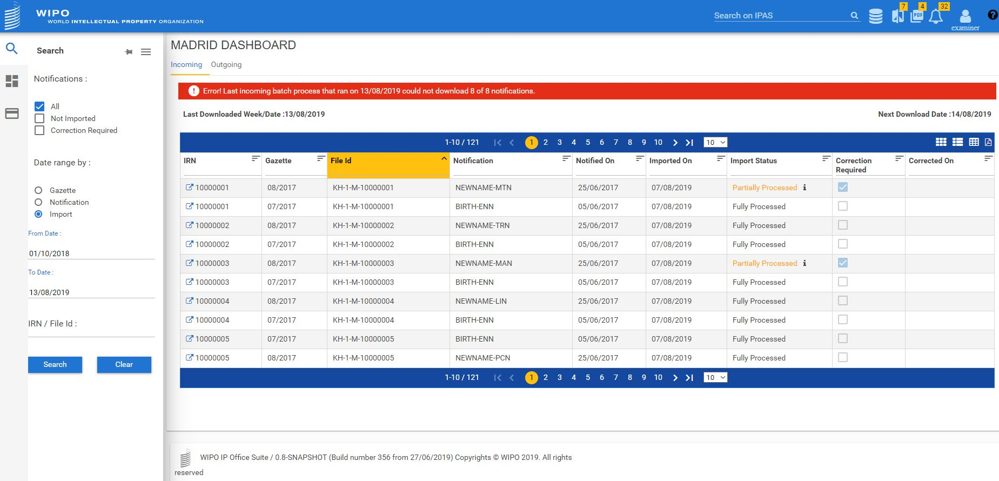 WIPO
WORLD INTELLECTUAL PROPERTY ORGANIZATION
Search on IPAS
7
4
PDF
32
examiner
?
Search
Notifications :
All
Not Imported
Correction Required
Date range by :
Gazette
Notification
Import
From Date :
01/10/2018
To Date :
13/08/2019
IRN / File Id :
Search Clear
MADRID DASHBOARD
Incoming Outgoing
! Error! Last incoming batch process that ran on 13/08/2019 could not download 8 of 8 notifications.
Last Downloaded Week/Date :13/08/2019 Next Download Date :14/08/2019
1-10 / 121 1 2 3 4 5 6 7 8 9 10 10
IRN Gazette File Id Notification Notified On Imported On Import Status Correction Required Corrected On
10000001 08/2017 KH-1-M-10000001 NEWNAME-MTN 25/06/2017 07/08/2019 Partially Processed i
10000001 07/2017 KH-1-M-10000001 BIRTH-ENN 05/06/2017 07/08/2019 Fully Processed
10000002 08/2017 KH-1-M-10000002 NEWNAME-TRN 25/06/2017 07/08/2019 Fully Processed
10000002 07/2017 KH-1-M-10000002 BIRTH-ENN 05/06/2017 07/08/2019 Fully Processed
10000003 08/2017 KH-1-M-10000003 NEWNAME-MAN 25/06/2017 07/08/2019 Partially Processed i
10000003 07/2017 KH-1-M-10000003 BIRTH-ENN 05/06/2017 07/08/2019 Fully Processed
10000004 08/2017 KH-1-M-10000004 NEWNAME-LIN 25/06/2017 07/08/2019 Fully Processed
10000004 07/2017 KH-1-M-10000004 BIRTH-ENN 05/06/2017 07/08/2019 Fully Processed
10000005 07/2017 KH-1-M-10000005 BIRTH-ENN 05/06/2017 07/08/2019 Fully Processed
10000005 08/2017 KH-1-M-10000005 NEWNAME-PCN 25/06/2017 07/08/2019 Fully Processed
1-10 / 121 1 2 3 4 5 6 7 8 9 10 10
WIPO IP Office Suite / 0.8-SNAPSHOT (Build number 356 from 27/06/2019) Copyrights © WIPO 2019. All rights
reserved